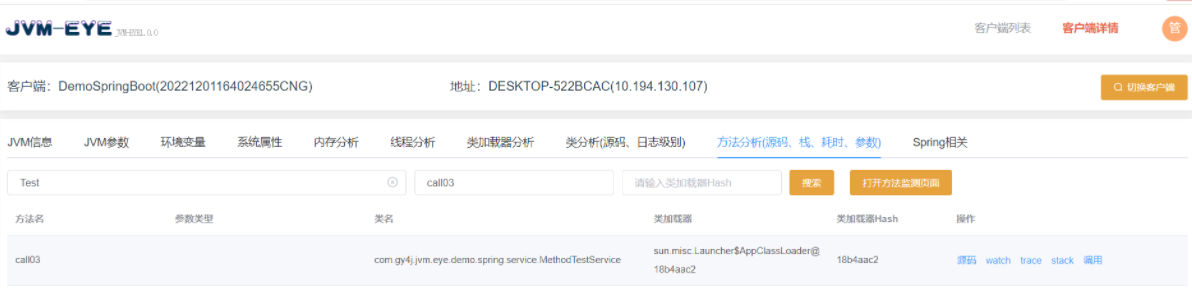 JVM-EYE JVM-EYE1.0.0 客户端列表 客户端详情 管
客户端：DemoSpringBoot(20221201164024655CNG) 地址：DESKTOP-522BCAC(10.194.130.107) 切换客户端
JVM信息 JVM参数 环境变量 系统属性 内存分析 线程分析 类加载器分析 类分析(源码、日志级别) 方法分析(源码、栈、耗时、参数) Spring相关
Test call03 请输入类加载器Hash 搜索 打开方法监测页面
方法名 参数类型 类名 类加载器 类加载器Hash 操作
call03 com.gy4j.jvm.eye.demo.spring.service.MethodTestService sun.misc.Launcher$AppClassLoader@ 18b4aac2 源码 watch trace stack 调用
18b4aac2